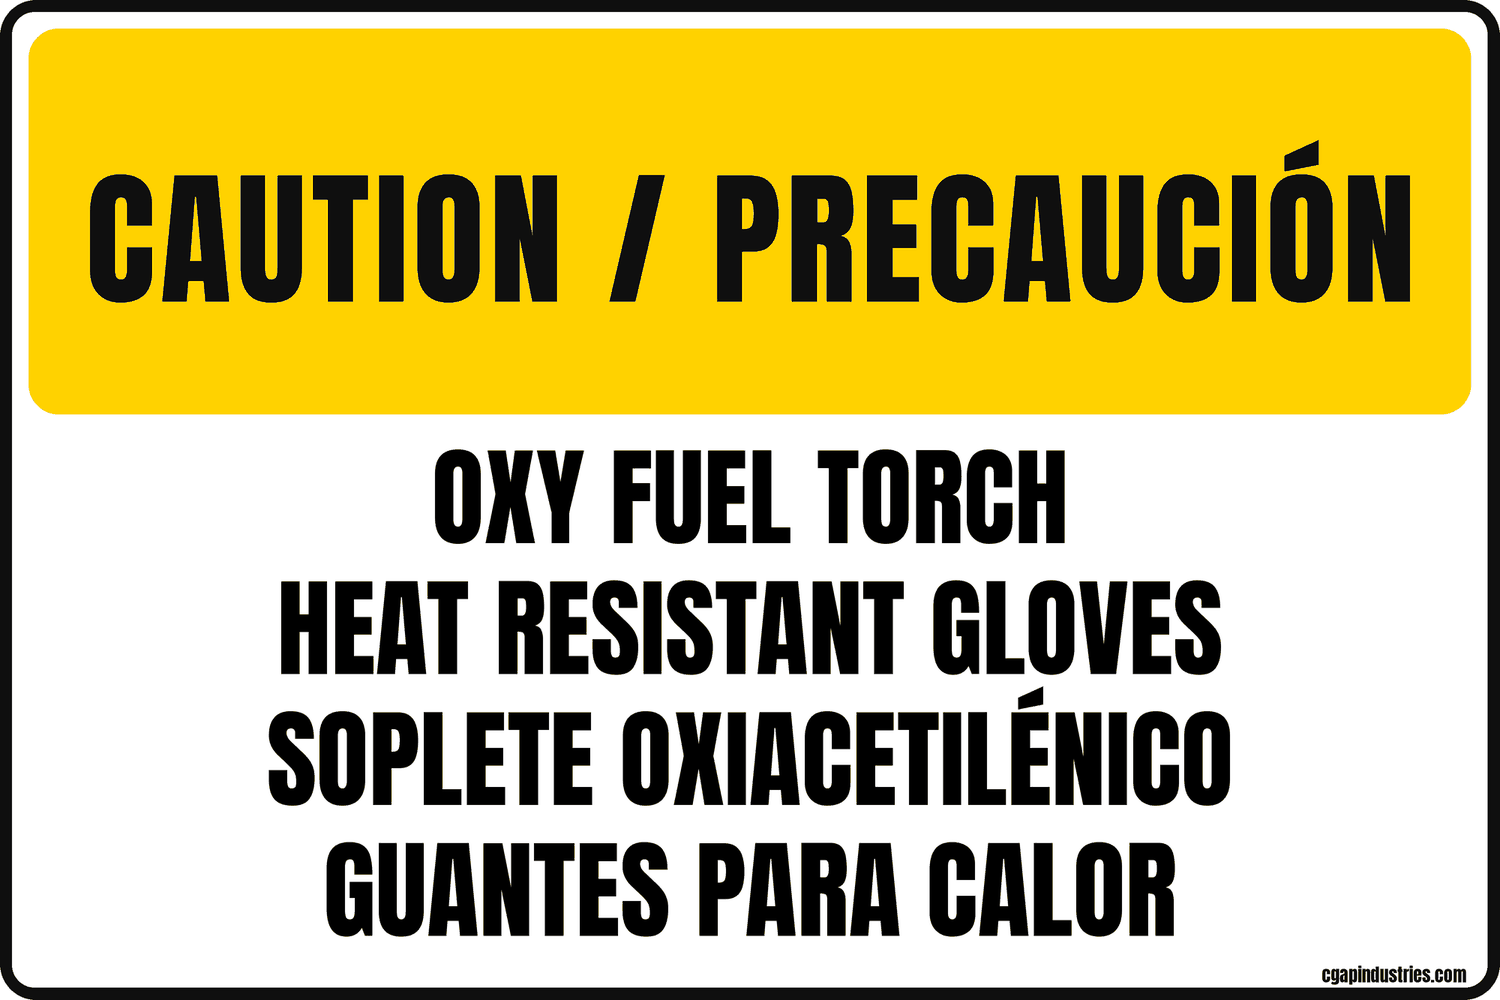 CAUTION / PRECAUCIÓN
OXY FUEL TORCH
HEAT RESISTANT GLOVES
SOPLETE OXIACETILÉNICO
GUANTES PARA CALOR
cgapindustries.com